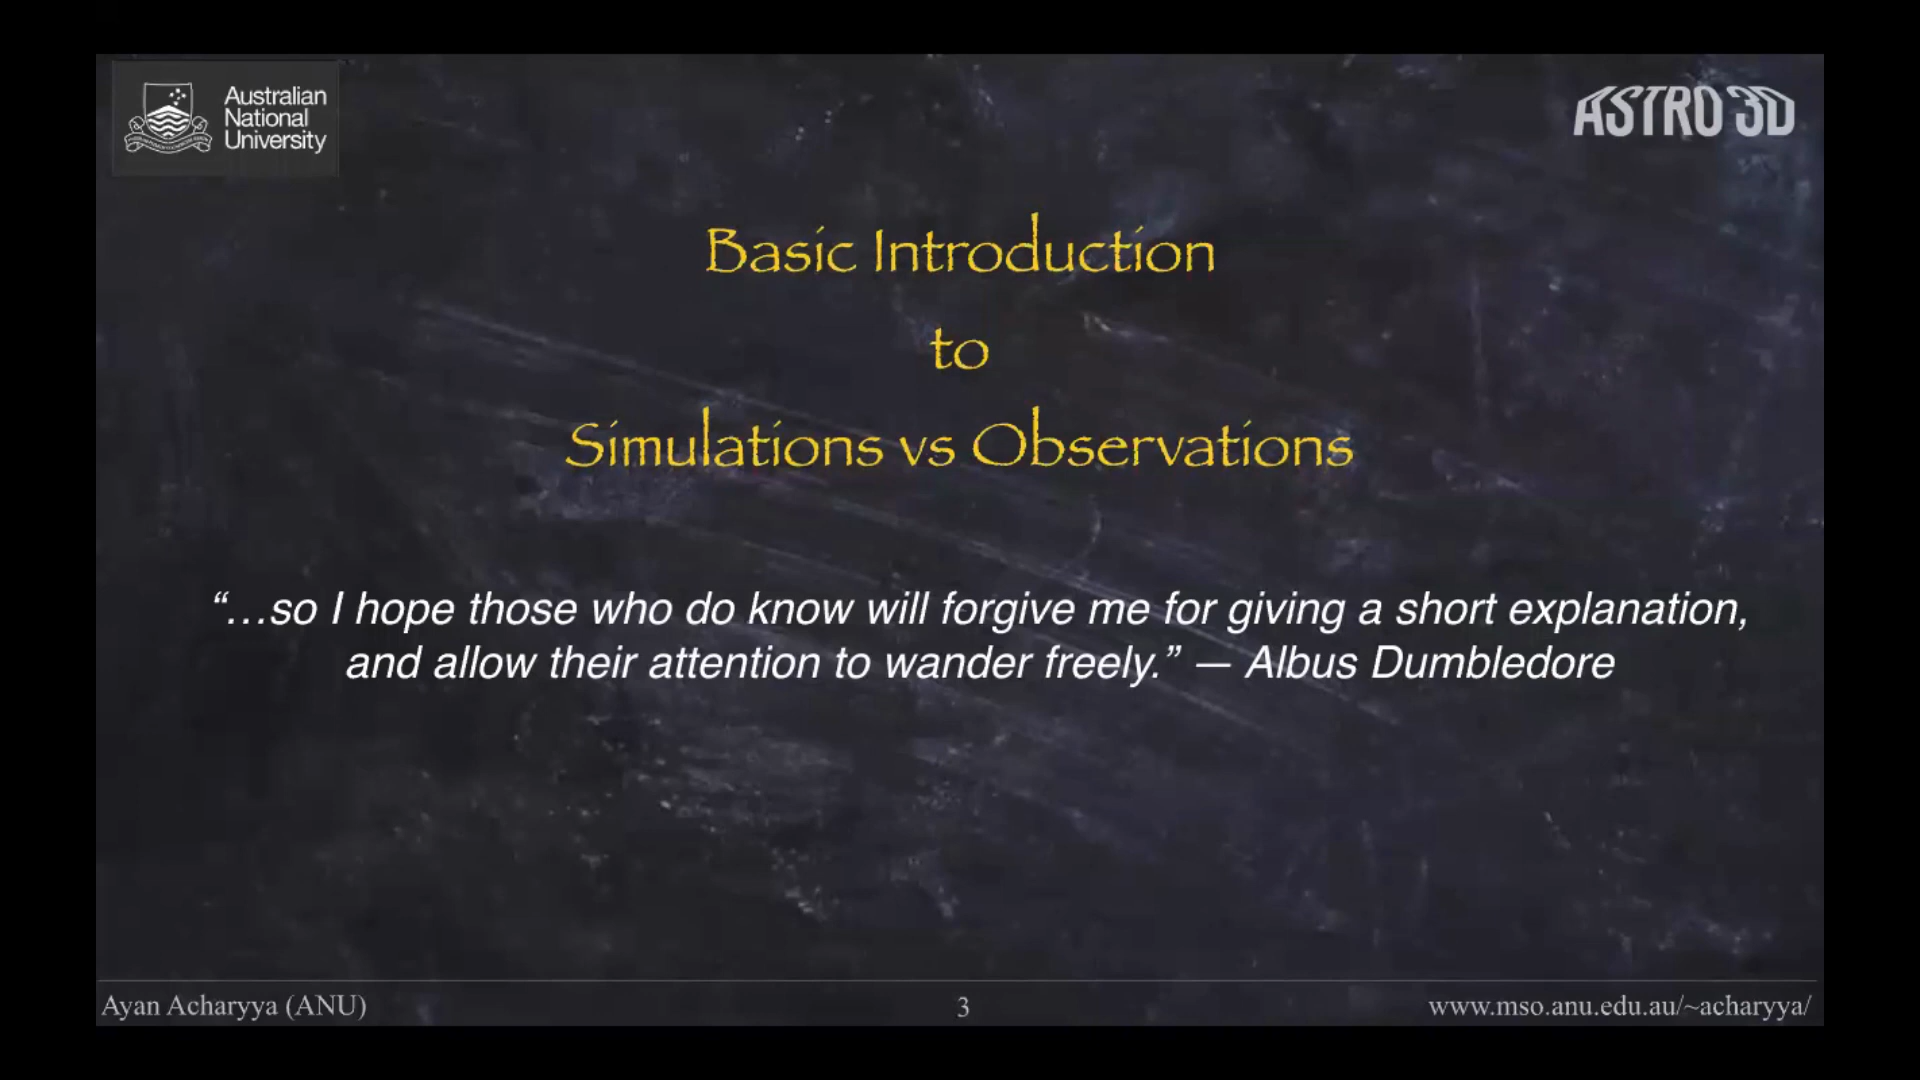 Australian
National
University
ASTRO 3D
Basic Introduction
to
Simulations vs Observations
“…so I hope those who do know will forgive me for giving a short explanation,
and allow their attention to wander freely.” — Albus Dumbledore
Ayan Acharyya (ANU)
3
www.mso.anu.edu.au/~acharyya/